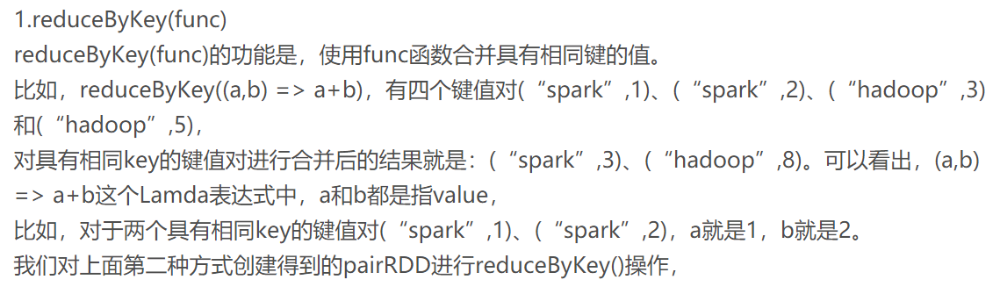 1.reduceByKey(func)
reduceByKey(func)的功能是，使用func函数合并具有相同键的值。
比如，reduceByKey((a,b) => a+b)，有四个键值对(“spark”,1)、(“spark”,2)、(“hadoop”,3)
和(“hadoop”,5)，
对具有相同key的键值对进行合并后的结果就是：(“spark”,3)、(“hadoop”,8)。可以看出，(a,b)
=> a+b这个Lamda表达式中，a和b都是指value，
比如，对于两个具有相同key的键值对(“spark”,1)、(“spark”,2)，a就是1，b就是2。
我们对上面第二种方式创建得到的pairRDD进行reduceByKey()操作，